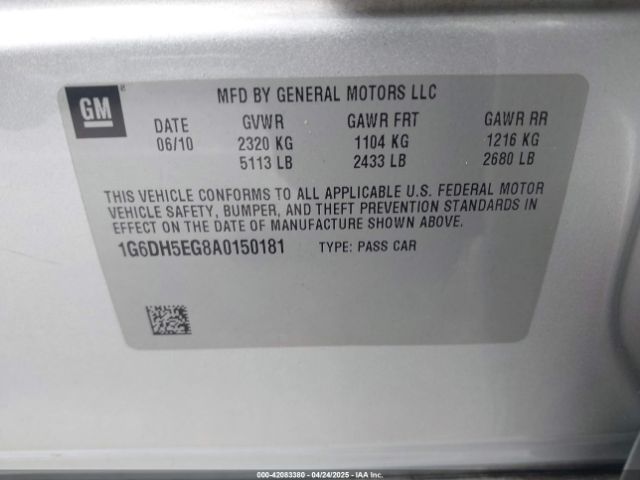 GM
MFD BY GENERAL MOTORS LLC
DATE GVWR GAWR FRT GAWR RR
06/10 2320 KG 1104 KG 1216 KG
5113 LB 2433 LB 2680 LB
THIS VEHICLE CONFORMS TO ALL APPLICABLE U.S. FEDERAL MOTOR
VEHICLE SAFETY, BUMPER, AND THEFT PREVENTION STANDARDS IN
EFFECT ON THE DATE OF MANUFACTURE SHOWN ABOVE.
1G6DH5EG8A0150181 TYPE: PASS CAR
000-42083380 - 04/24/2025 - IAA, Inc.